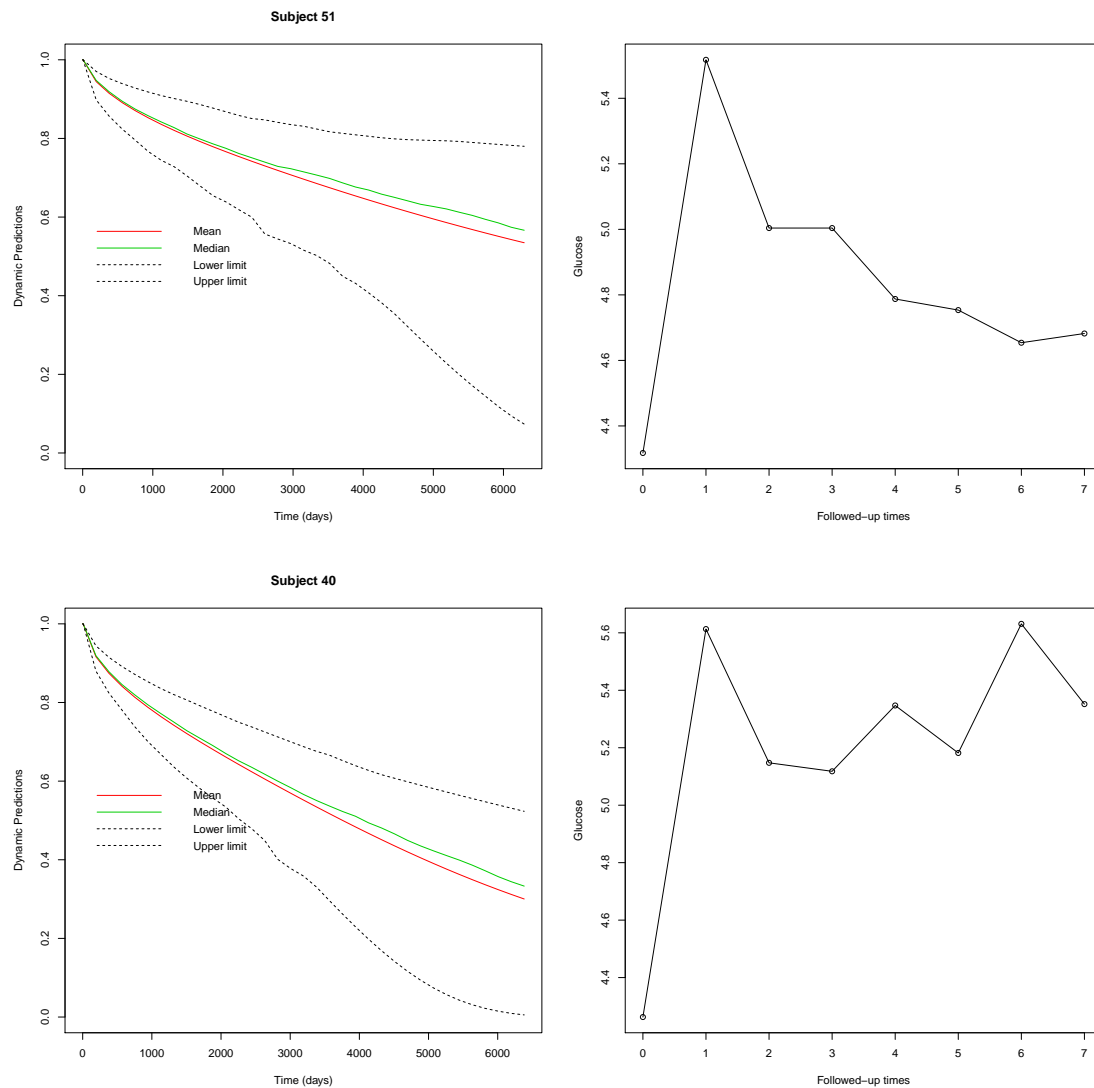 Subject 51
Dynamic Predictions
1.0
0.8
0.6
0.4
0.2
0.0
Mean
Median
Lower limit
Upper limit
0 1000 2000 3000 4000 5000 6000
Time (days)
Glucose
5.4
5.2
5.0
4.8
4.6
4.4
0 1 2 3 4 5 6 7
Followed−up times
Subject 40
Dynamic Predictions
1.0
0.8
0.6
0.4
0.2
0.0
Mean
Median
Lower limit
Upper limit
0 1000 2000 3000 4000 5000 6000
Time (days)
Glucose
5.6
5.4
5.2
5.0
4.8
4.6
4.4
0 1 2 3 4 5 6 7
Followed−up times